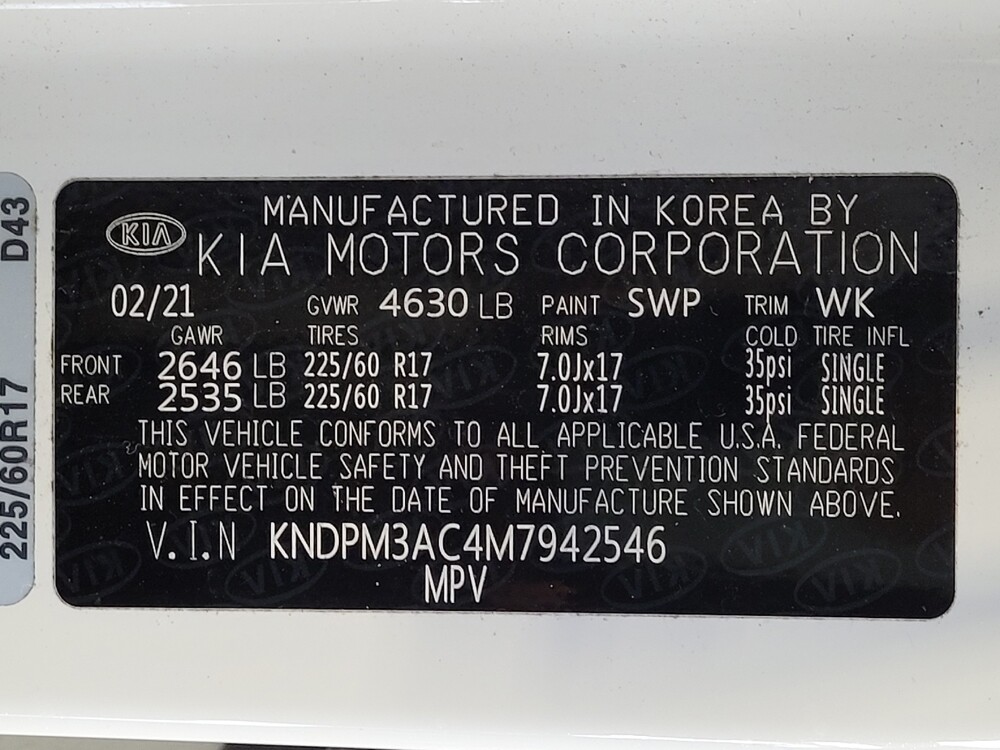 D43
225/60R17
KIA
MANUFACTURED IN KOREA BY
KIA MOTORS CORPORATION
02/21 GVWR 4630 LB PAINT SWP TRIM WK
GAWR TIRES RIMS COLD TIRE INFL
FRONT 2646 LB 225/60 R17 7.0Jx17 35psi SINGLE
REAR 2535 LB 225/60 R17 7.0Jx17 35psi SINGLE
THIS VEHICLE CONFORMS TO ALL APPLICABLE U.S.A. FEDERAL
MOTOR VEHICLE SAFETY AND THEFT PREVENTION STANDARDS
IN EFFECT ON THE DATE OF MANUFACTURE SHOWN ABOVE.
V.I.N KNDPM3AC4M7942546
MPV